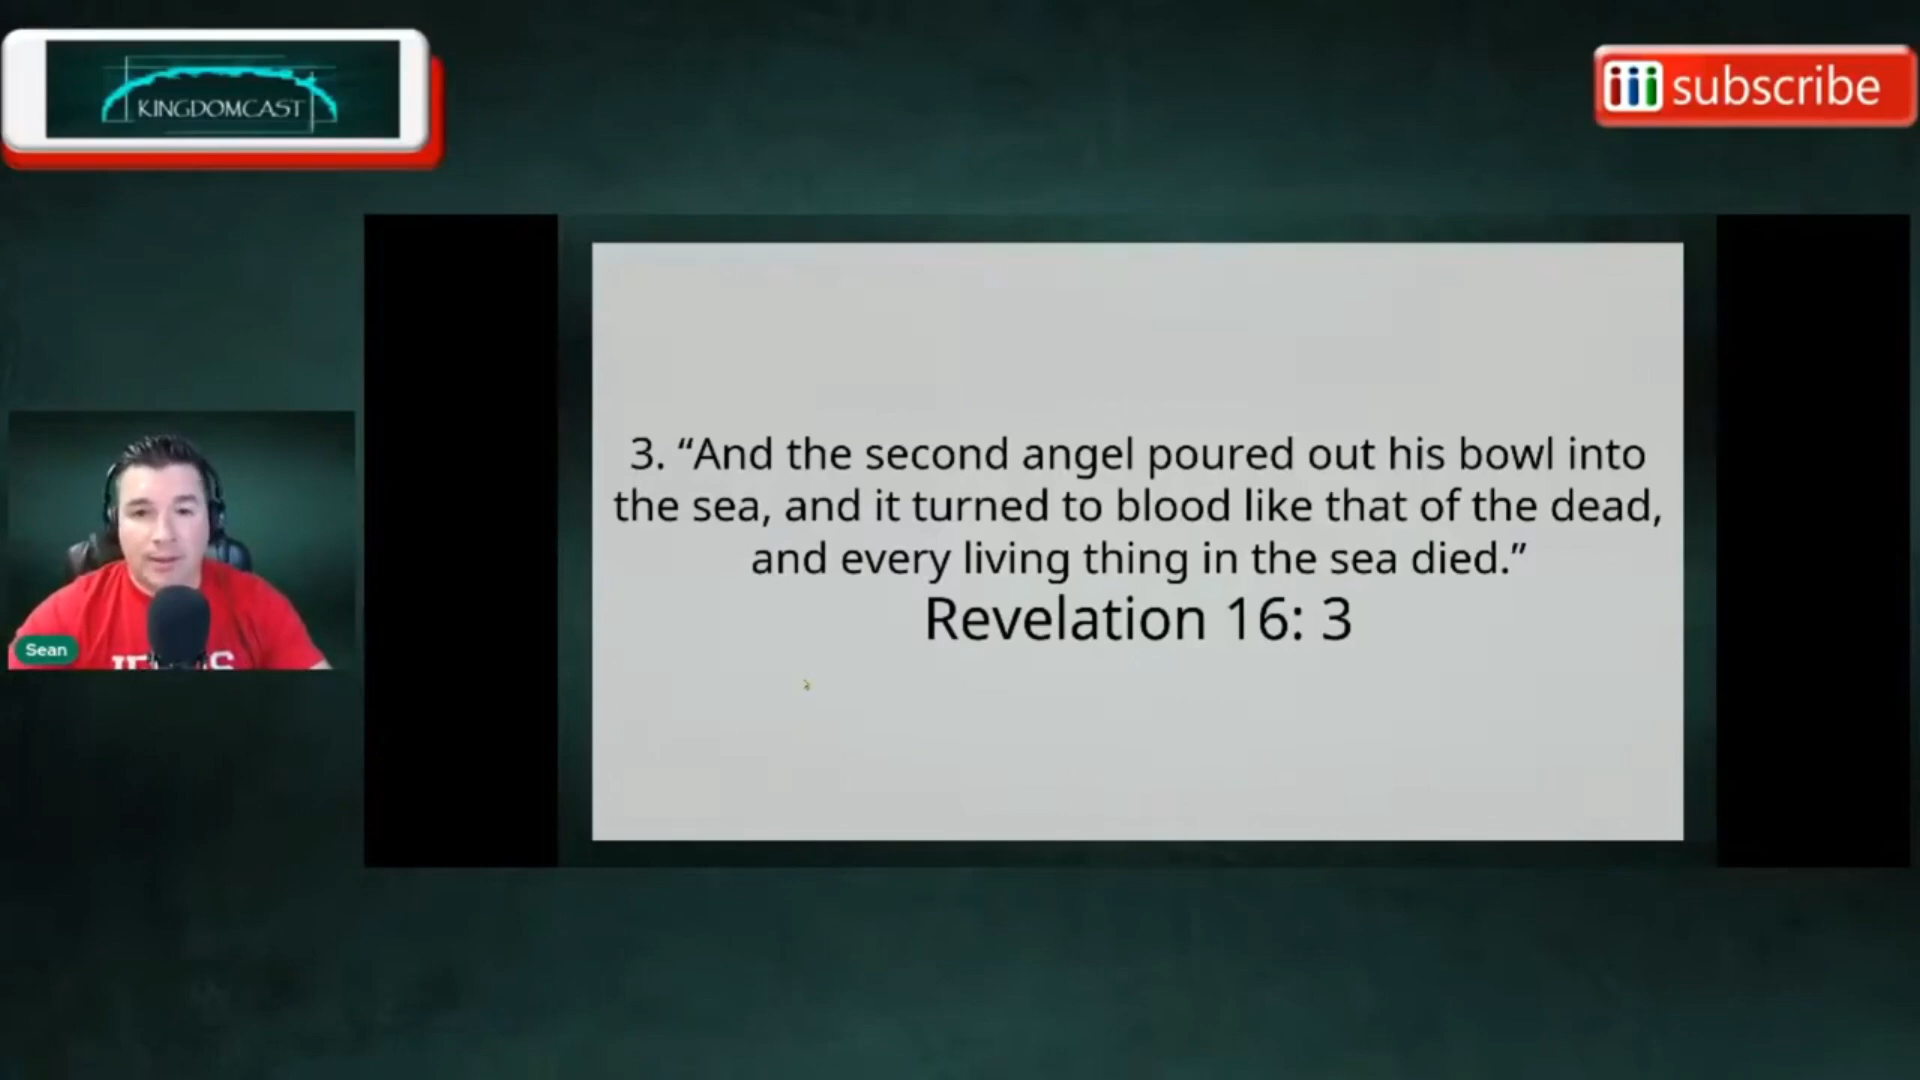 KINGDOMCAST
iii subscribe
3. “And the second angel poured out his bowl into
the sea, and it turned to blood like that of the dead,
and every living thing in the sea died.”
Revelation 16: 3
Sean